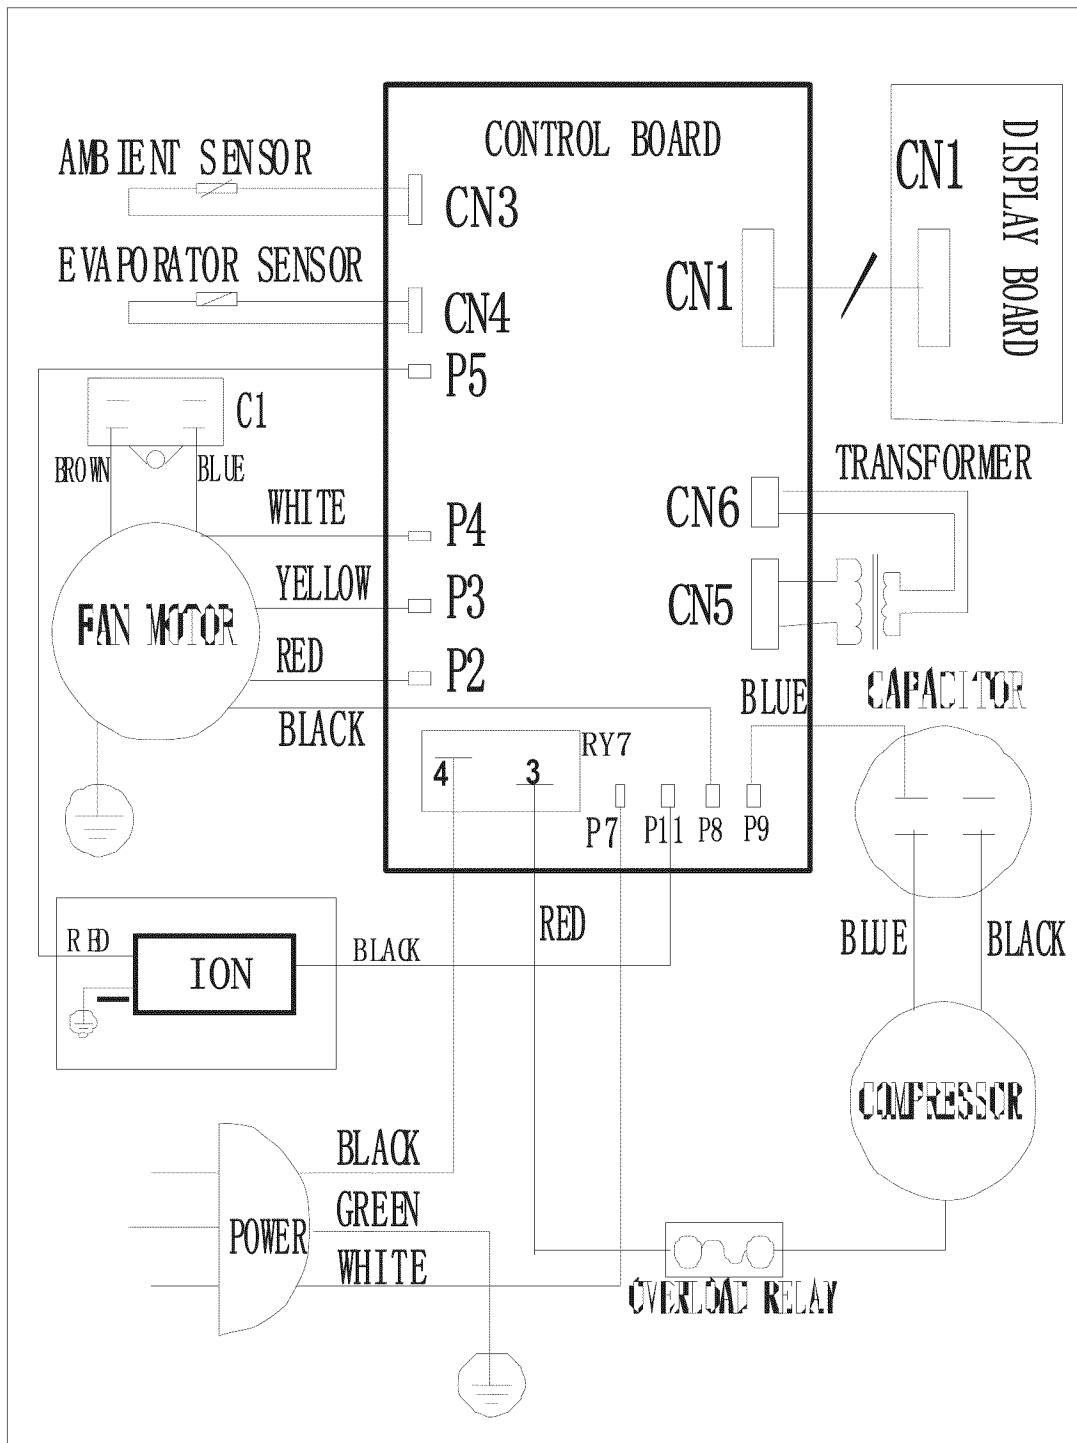 CONTROL BOARD
AMBIENT SENSOR
CN3
EVAPORATOR SENSOR
CN4
P5
C1
BROWN
BLUE
WHITE
P4
YELLOW
P3
RED
P2
BLACK
FAN MOTOR
CN1
CN1
DISPLAY BOARD
TRANSFORMER
CN6
CN5
BLUE
CAPACITOR
RY7
4
3
P7
P11
P8
P9
RED
RED
ION
BLACK
BLUE
BLACK
COMPRESSOR
BLACK
GREEN
POWER
WHITE
OVERLOAD RELAY